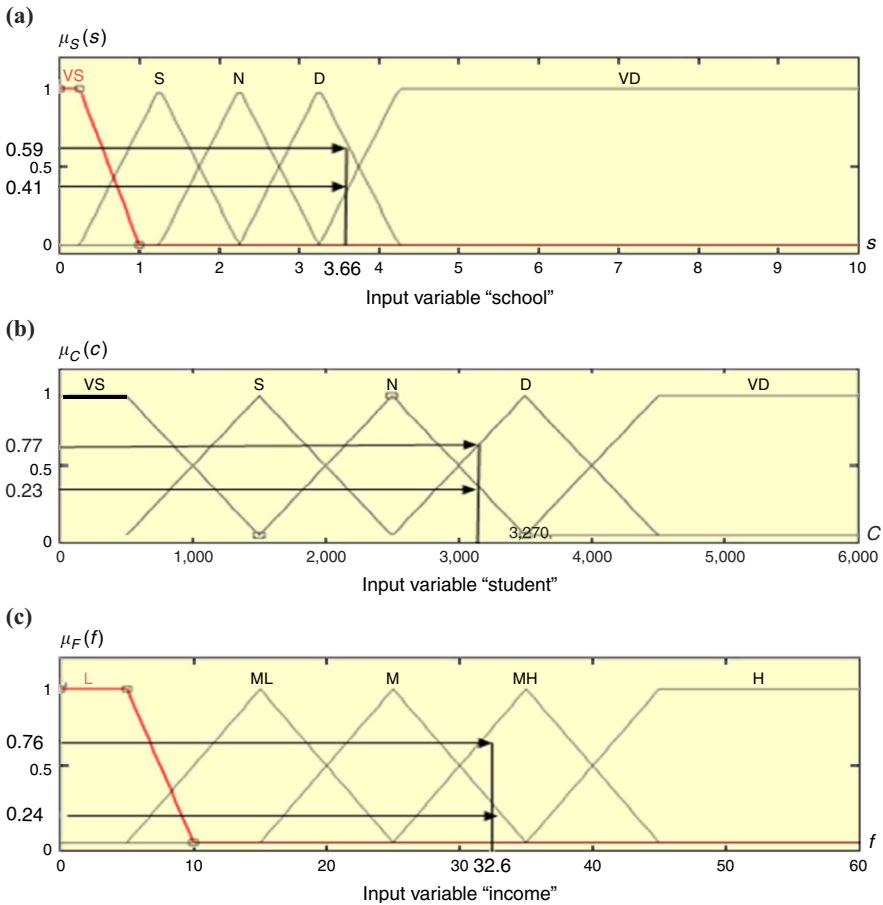 (a)
μS(s)
VS S N D VD
1
0.59
0.5
0.41
0
0 1 2 3 3.66 4 5 6 7 8 9 10
s
Input variable “school”
(b)
μC(c)
VS S N D VD
1
0.77
0.5
0.23
0
3,270
0 1,000 2,000 3,000 4,000 5,000 6,000
C
Input variable “student”
(c)
μF(f)
L ML M MH H
1
0.76
0.5
0.24
0
f
0 10 20 30 32.6 40 50 60
Input variable “income”